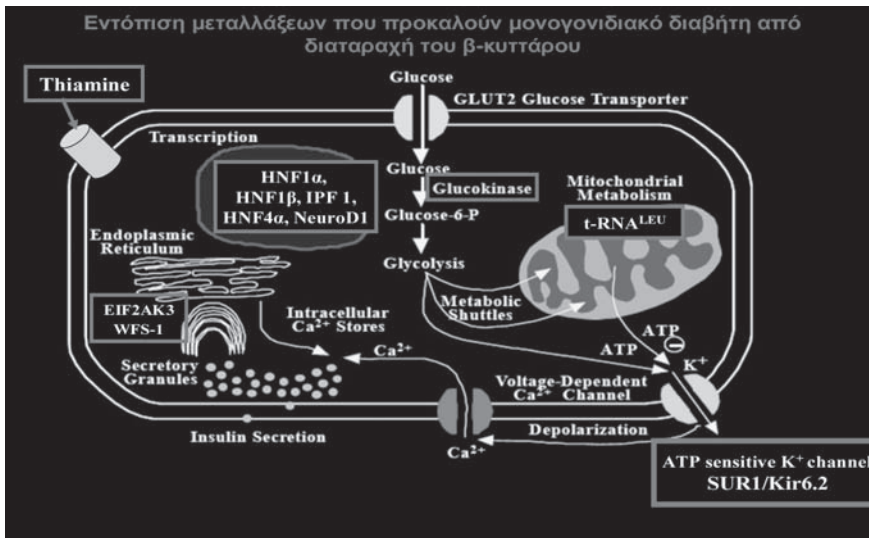 Εντόπιση μεταλλάξεων που προκαλούν μονογονιδιακό διαβήτη από
διαταραχή του β-κυττάρου
Glucose
Thiamine
GLUT2 Glucose Transporter
Transcription
HNF1α,
HNF1β, IPF 1,
HNF4α, NeuroD1
Glucose
Glucokinase
Glucose-6-P
Glycolysis
Mitochondrial
Metabolism
t-RNA^LEU
Endoplasmic
Reticulum
EIF2AK3
WFS-1
Intracellular
Ca²⁺ Stores
Metabolic
Shuttles
ATP
ATP
K⁺
Ca²⁺
Secretory
Granules
Voltage-Dependent
Ca²⁺ Channel
Insulin Secretion
Depolarization
Ca²⁺
ATP sensitive K⁺ channel
SUR1/Kir6.2